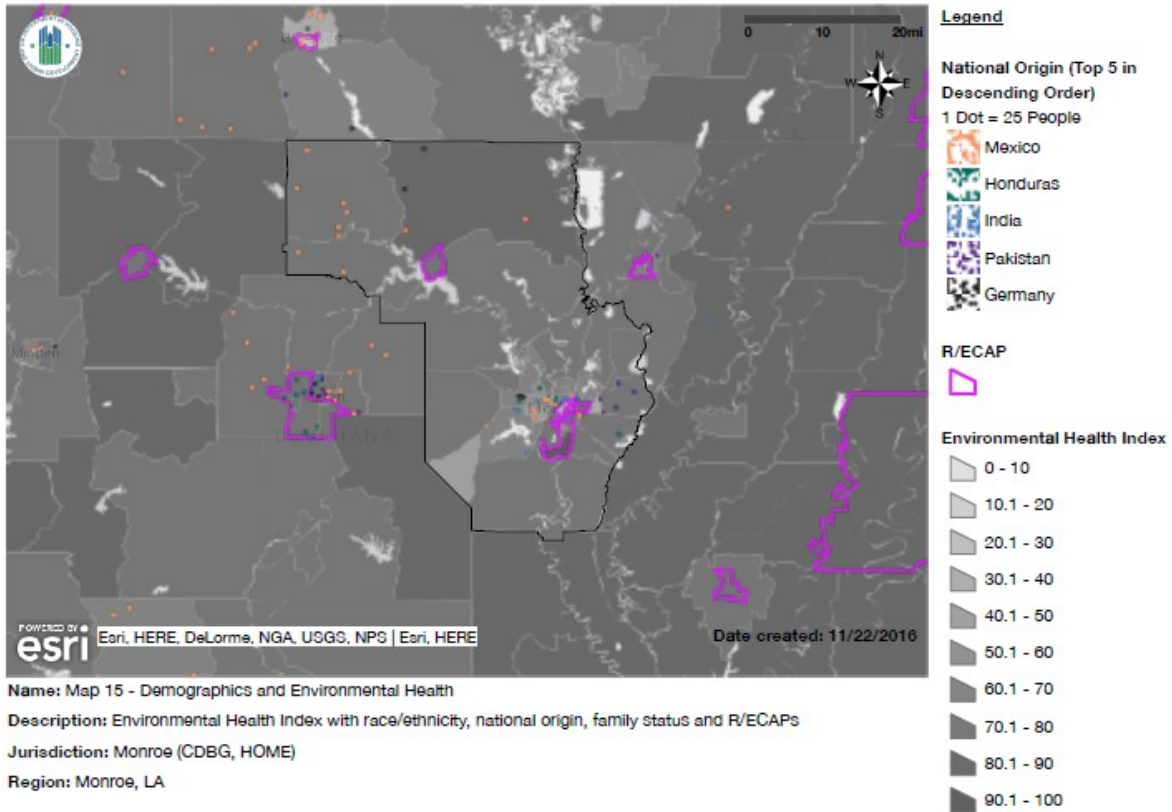 0 10 20mi
N
W E
S
Minden
LOUISIANA
POWERED BY
esri
Esri, HERE, DeLorme, NGA, USGS, NPS | Esri, HERE
Date created: 11/22/2016
Name: Map 15 - Demographics and Environmental Health
Description: Environmental Health Index with race/ethnicity, national origin, family status and R/ECAPs
Jurisdiction: Monroe (CDBG, HOME)
Region: Monroe, LA
Legend
National Origin (Top 5 in
Descending Order)
1 Dot = 25 People
Mexico
Honduras
India
Pakistan
Germany
R/ECAP
Environmental Health Index
0 - 10
10.1 - 20
20.1 - 30
30.1 - 40
40.1 - 50
50.1 - 60
60.1 - 70
70.1 - 80
80.1 - 90
90.1 - 100